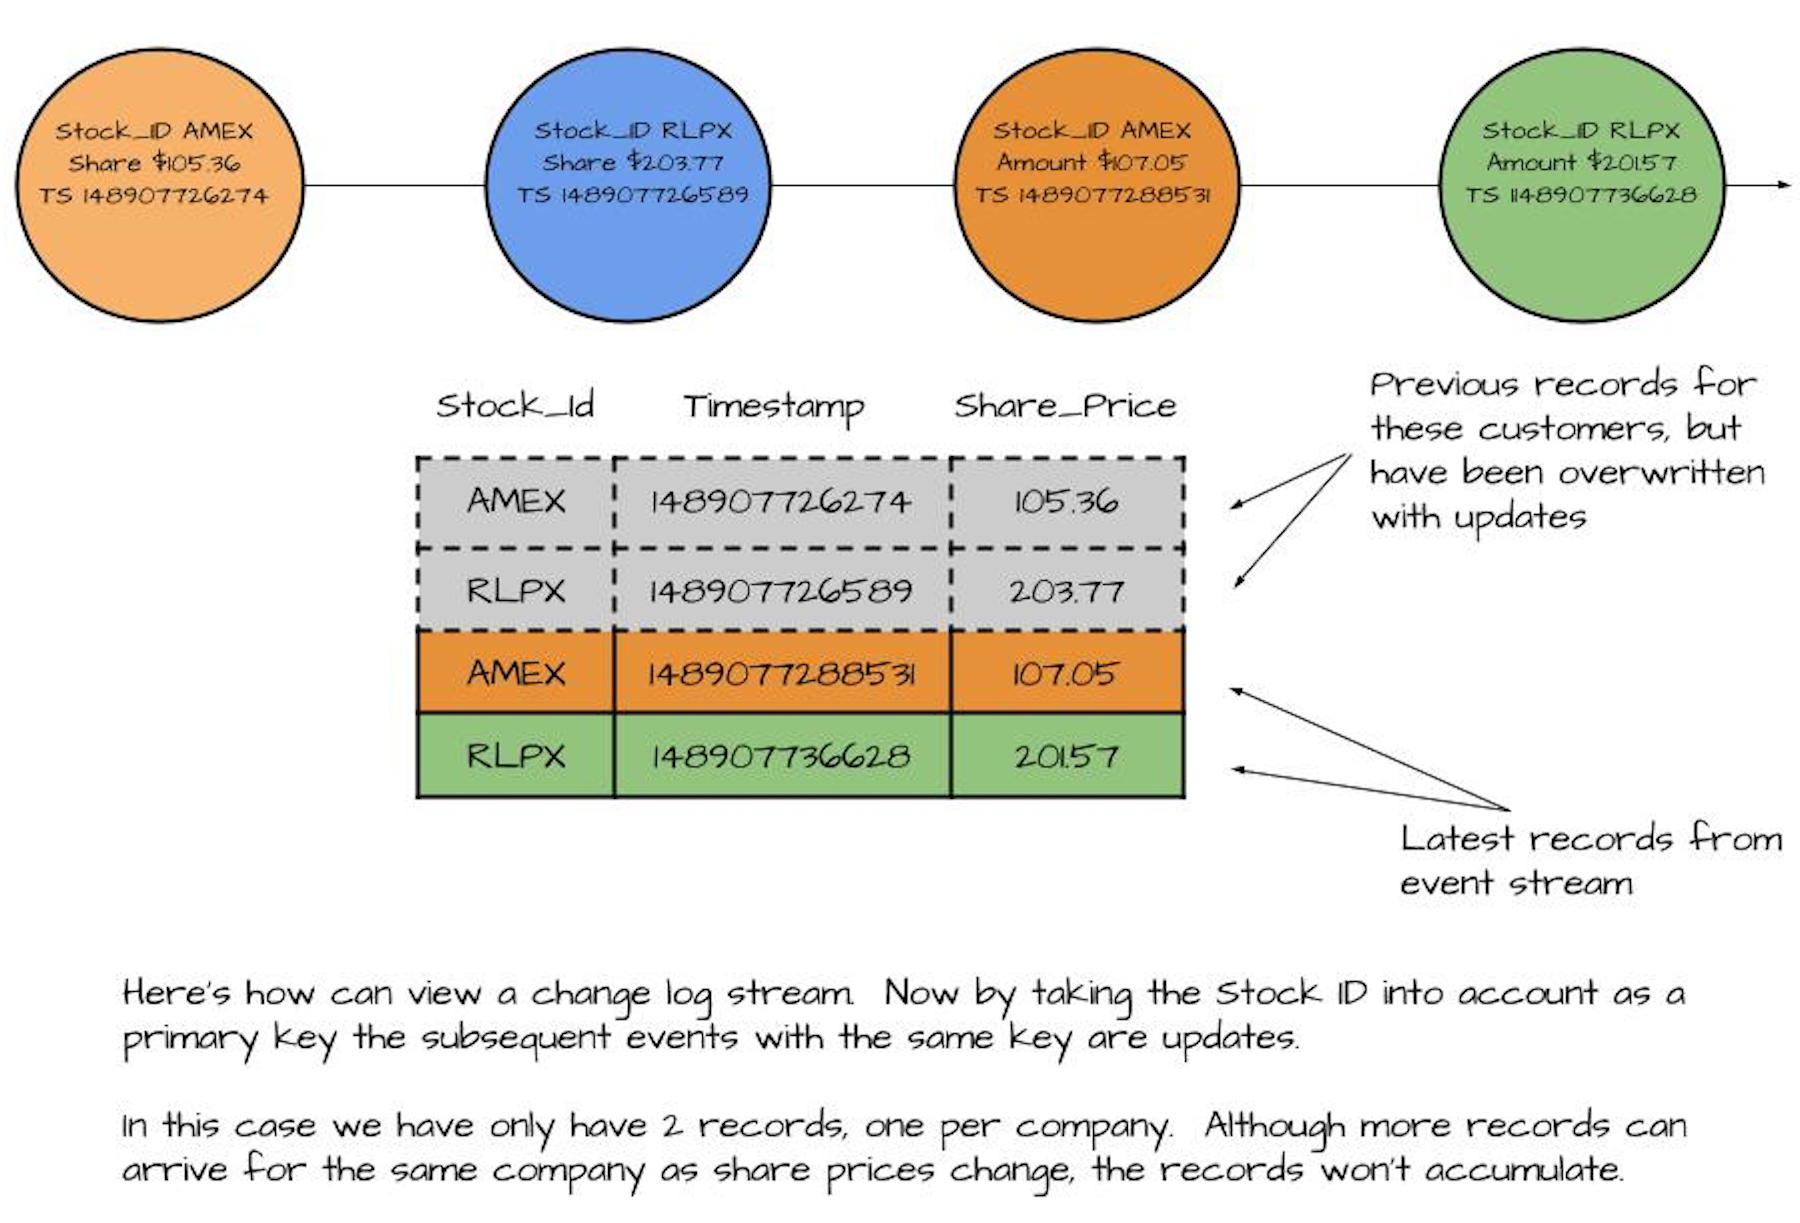 Stock_ID AMEX
Share $105.36
TS 148907726274
Stock_ID RLPX
Share $203.77
TS 148907726589
Stock_ID AMEX
Amount $107.05
TS 1489077288531
Stock_ID RLPX
Amount $201.57
TS 1148907736628
Stock_Id Timestamp Share_Price
AMEX 148907726274 105.36
RLPX 148907726589 203.77
AMEX 1489077288531 107.05
RLPX 148907736628 201.57
Previous records for
these customers, but
have been overwritten
with updates
Latest records from
event stream
Here's how can view a change log stream. Now by taking the Stock ID into account as a
primary key the subsequent events with the same key are updates.
In this case we have only have 2 records, one per company. Although more records can
arrive for the same company as share prices change, the records won't accumulate.